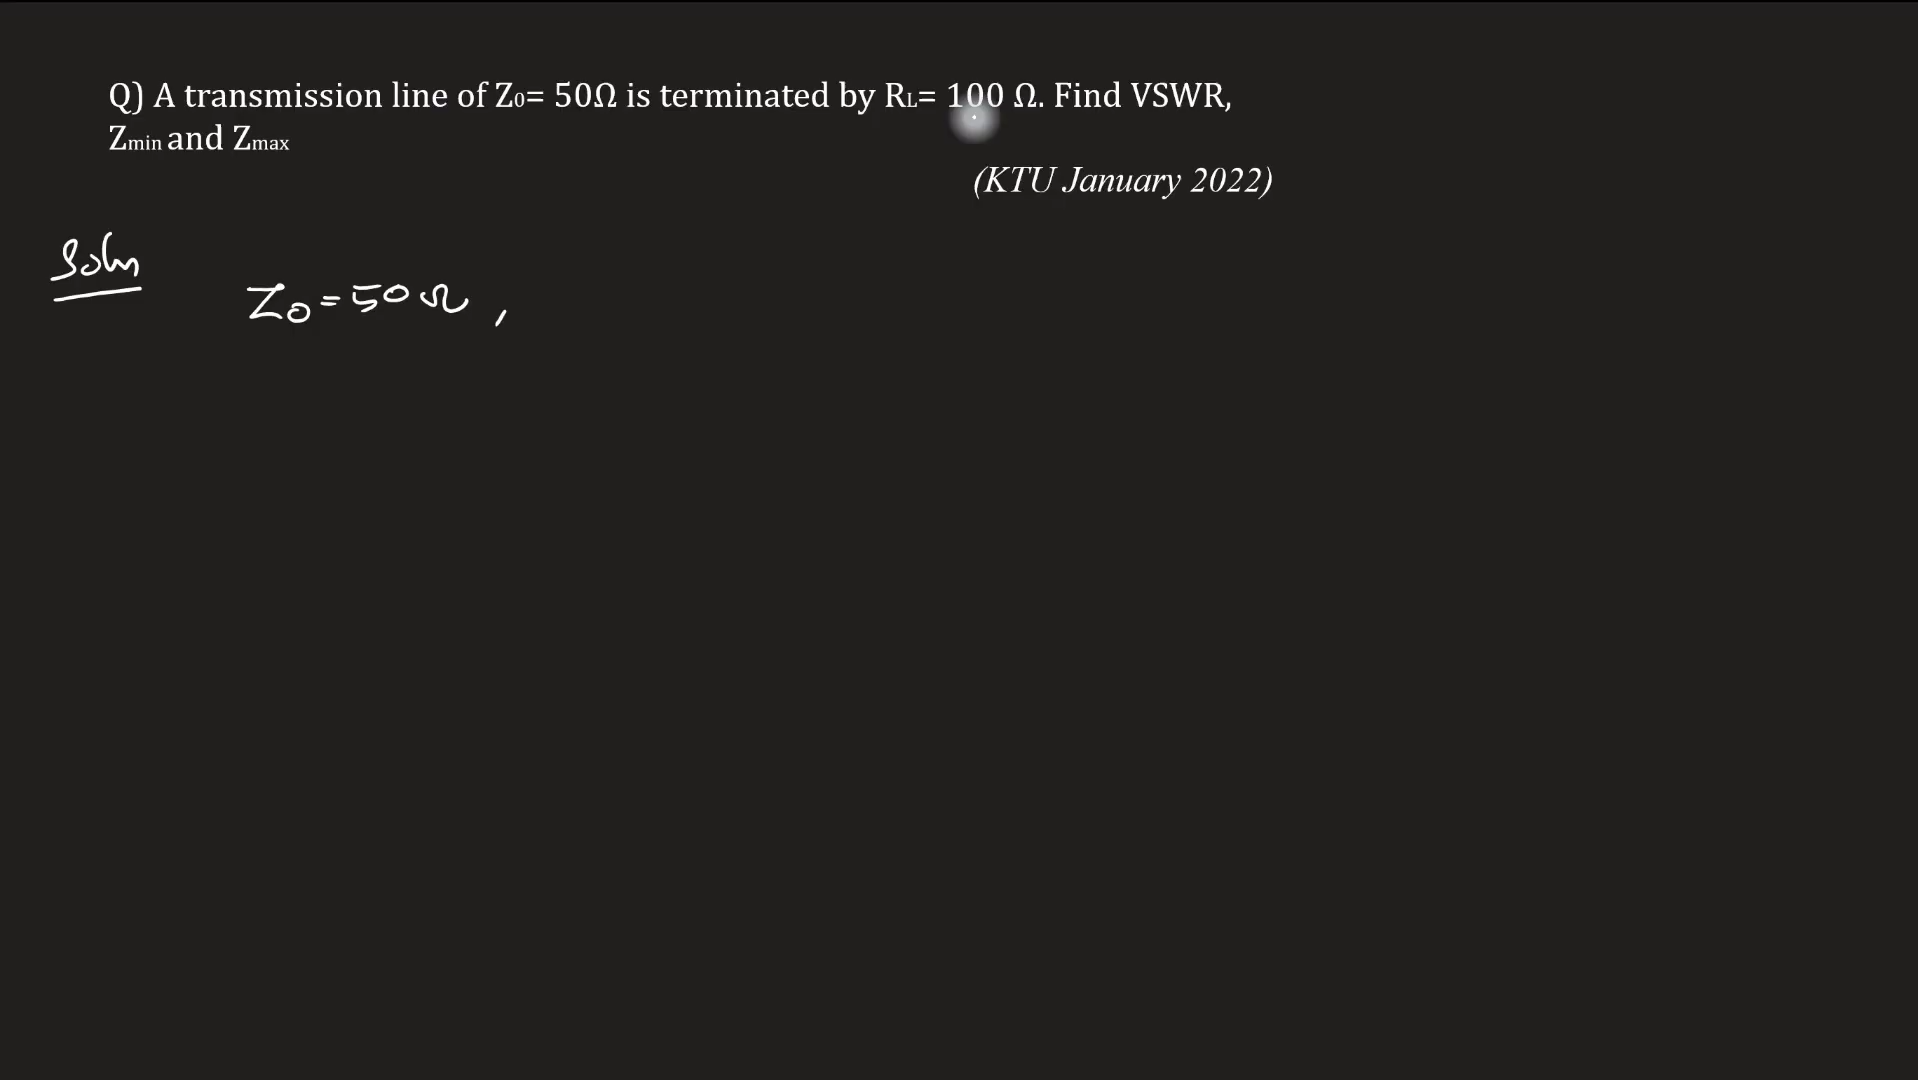 Q) A transmission line of Z0= 50Ω is terminated by RL= 100 Ω. Find VSWR,
Zmin and Zmax
(KTU January 2022)
Soln
Z0 = 50 Ω ,